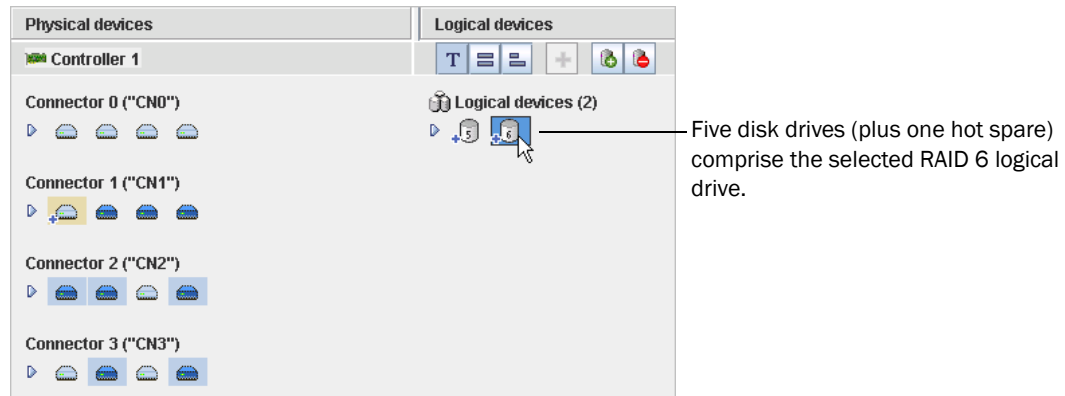 Physical devices
Logical devices
Controller 1
T
Connector 0 ("CN0")
Logical devices (2)
5
6
Five disk drives (plus one hot spare)
comprise the selected RAID 6 logical
drive.
Connector 1 ("CN1")
Connector 2 ("CN2")
Connector 3 ("CN3")